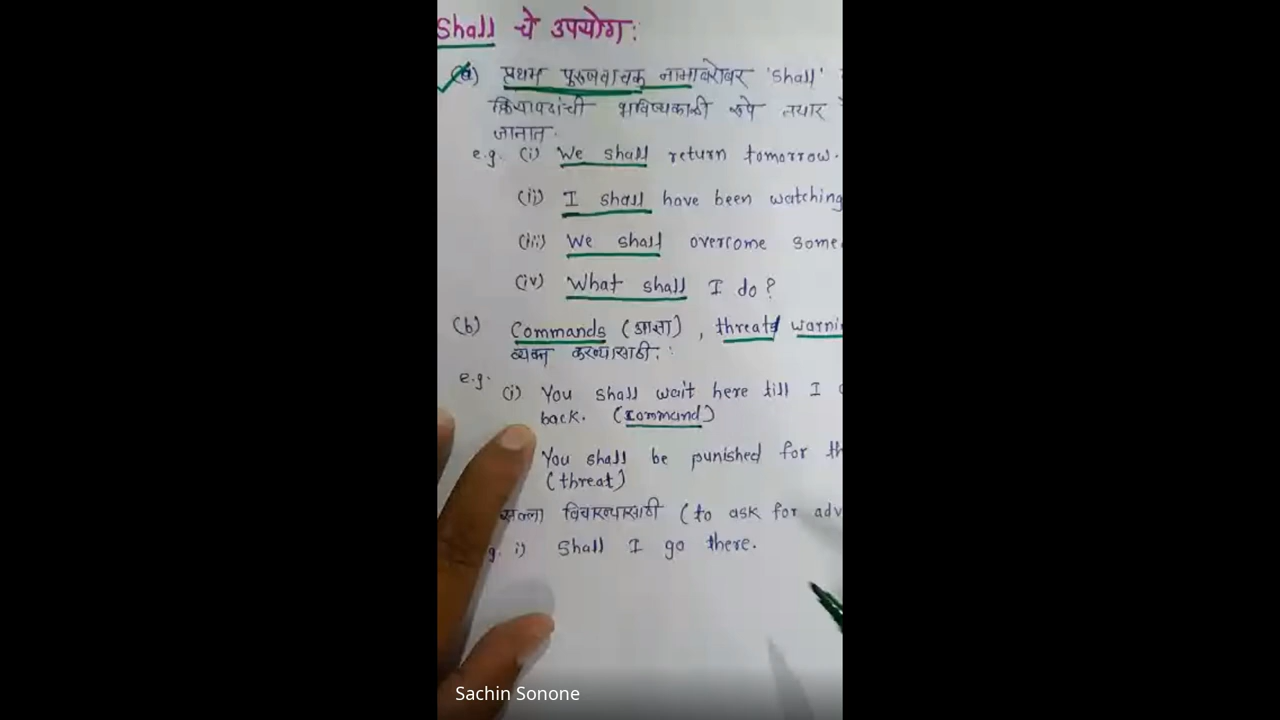 Shall चे उपयोग:
(a) प्रथम पुरुषवाचक नामाबरोबर 'shall'
क्रियापदांची भविष्यकाळी रुपे तयार
जानात.
e.g. (i) We shall return tomorrow.
(ii) I shall have been watching
(iii) We shall overcome some
(iv) What shall I do?
(b) Commands (आज्ञा), threats warni
व्यक्त करण्यासाठी:
e.g. (i) You shall wait here till I
back. (command)
You shall be punished for th
(threat)
सल्ला विचारण्यासाठी (to ask for adv
g. i) Shall I go there.
Sachin Sonone